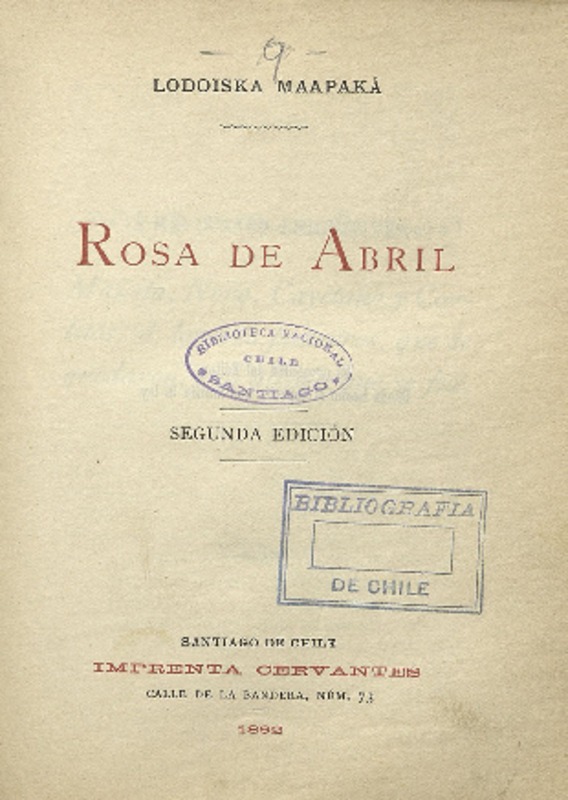 9
LODOISKA MAAPAKÁ
ROSA DE ABRIL
BIBLIOTECA NACIONAL
CHILE
* SANTIAGO *
SEGUNDA EDICIÓN
BIBLIOGRAFIA
DE CHILE
SANTIAGO DE CHILE
IMPRENTA CERVANTES
CALLE DE LA BANDERA, NÚM. 73
1892